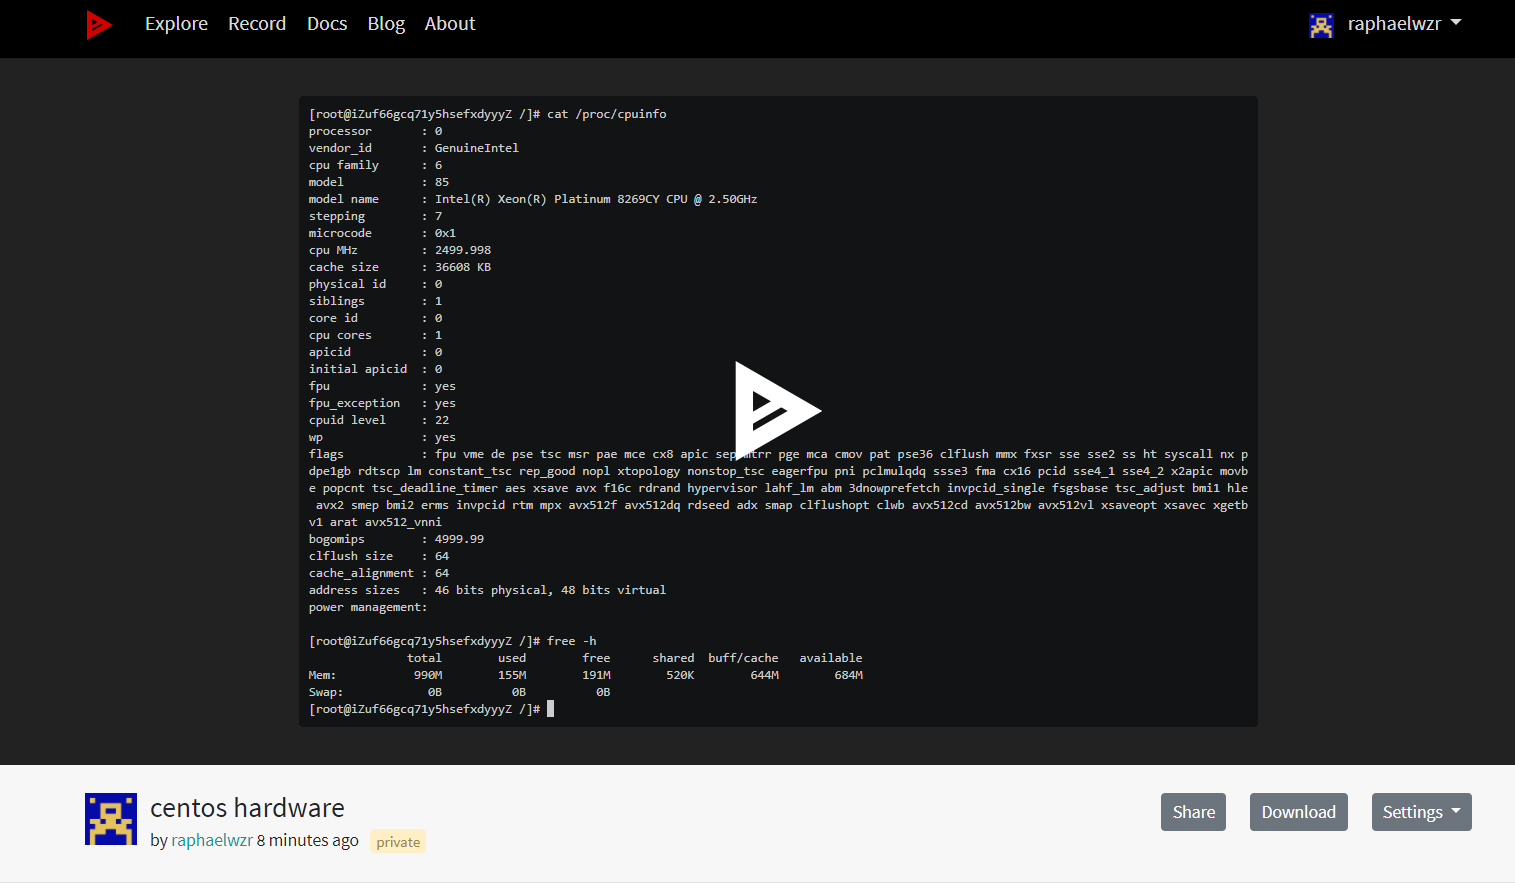 Explore Record Docs Blog About raphaelwzr
[root@iZuf66gcq71y5hsefxdyyyZ /]# cat /proc/cpuinfo
processor : 0
vendor_id : GenuineIntel
cpu family : 6
model : 85
model name : Intel(R) Xeon(R) Platinum 8269CY CPU @ 2.50GHz
stepping : 7
microcode : 0x1
cpu MHz : 2499.998
cache size : 36608 KB
physical id : 0
siblings : 1
core id : 0
cpu cores : 1
apicid : 0
initial apicid : 0
fpu : yes
fpu_exception : yes
cpuid level : 22
wp : yes
flags : fpu vme de pse tsc msr pae mce cx8 apic sep mtrr pge mca cmov pat pse36 clflush mmx fxsr sse sse2 ss ht syscall nx p
dpe1gb rdtscp lm constant_tsc rep_good nopl xtopology nonstop_tsc eagerfpu pni pclmulqdq ssse3 fma cx16 pcid sse4_1 sse4_2 x2apic movb
e popcnt tsc_deadline_timer aes xsave avx f16c rdrand hypervisor lahf_lm abm 3dnowprefetch invpcid_single fsgsbase tsc_adjust bmi1 hle
avx2 smep bmi2 erms invpcid rtm mpx avx512f avx512dq rdseed adx smap clflushopt clwb avx512cd avx512bw avx512vl xsaveopt xsavec xgetb
v1 arat avx512_vnni
bogomips : 4999.99
clflush size : 64
cache_alignment : 64
address sizes : 46 bits physical, 48 bits virtual
power management:
[root@iZuf66gcq71y5hsefxdyyyZ /]# free -h
total used free shared buff/cache available
Mem: 990M 155M 191M 520K 644M 684M
Swap: 0B 0B 0B
[root@iZuf66gcq71y5hsefxdyyyZ /]#
centos hardware
by raphaelwzr 8 minutes ago private
Share Download Settings